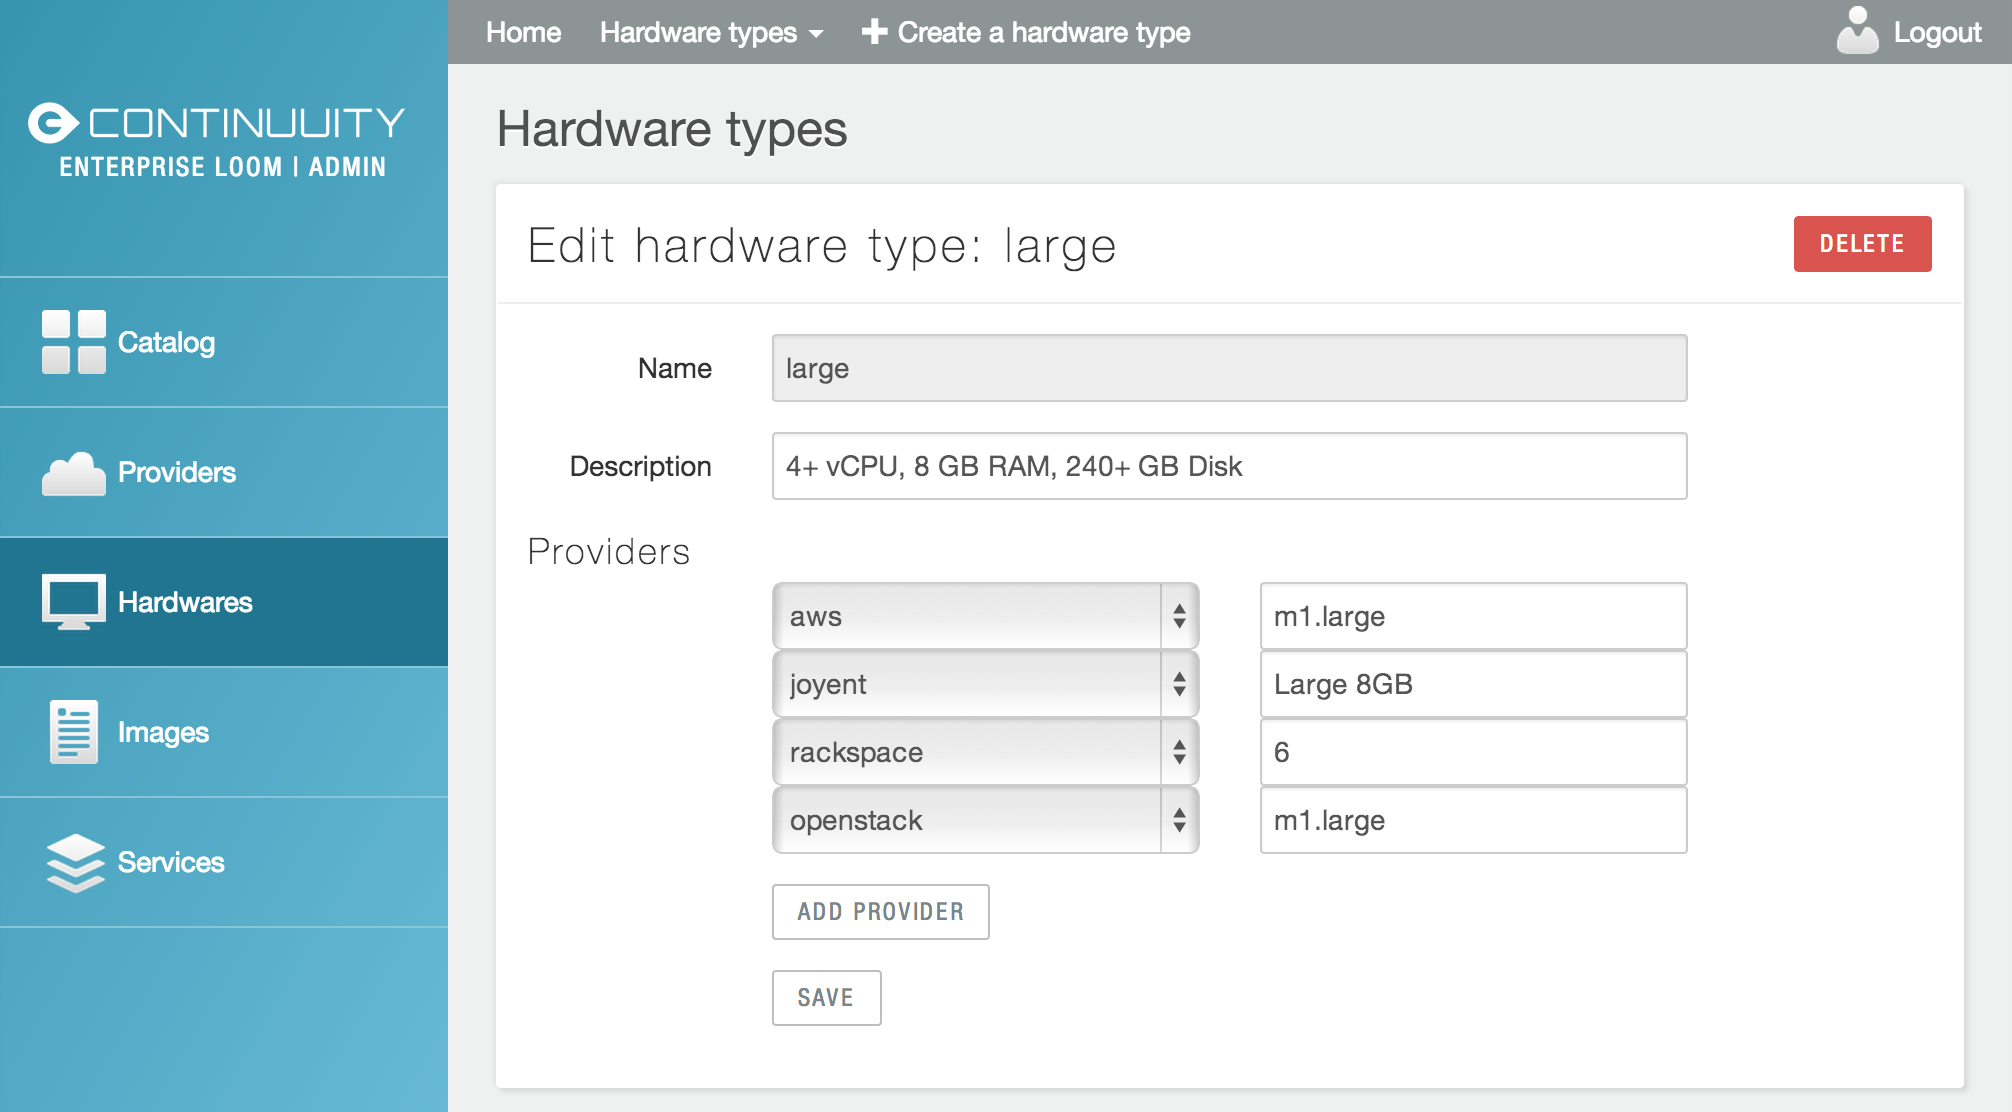 Home Hardware types Create a hardware type Logout
CONTINUUITY
ENTERPRISE LOOM | ADMIN
Catalog
Providers
Hardwares
Images
Services
Hardware types
Edit hardware type: large
DELETE
Name large
Description 4+ vCPU, 8 GB RAM, 240+ GB Disk
Providers
aws m1.large
joyent Large 8GB
rackspace 6
openstack m1.large
ADD PROVIDER
SAVE